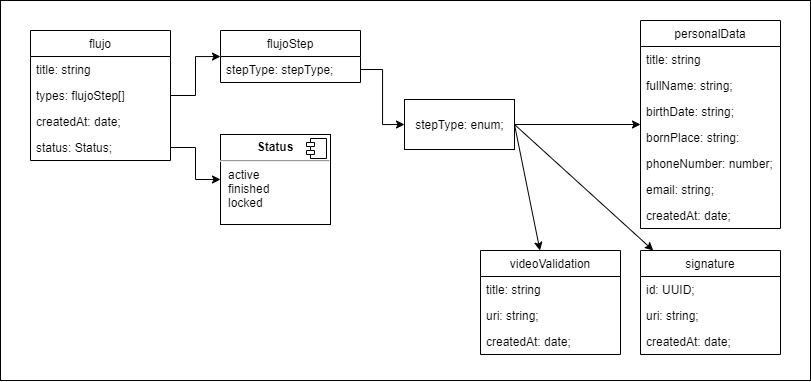 flujo
title: string
types: flujoStep[]
createdAt: date;
status: Status;
flujoStep
stepType: stepType;
Status
active
finished
locked
stepType: enum;
personalData
title: string
fullName: string;
birthDate: string;
bornPlace: string:
phoneNumber: number;
email: string;
createdAt: date;
videoValidation
title: string
uri: string;
createdAt: date;
signature
id: UUID;
uri: string;
createdAt: date;